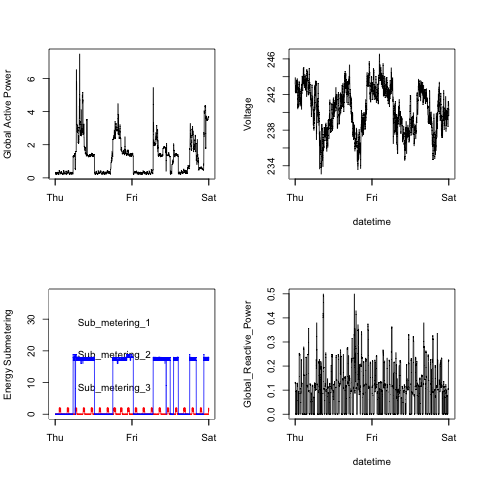 Global Active Power
0 2 4 6
Thu Fri Sat
Voltage
234 238 242 246
Thu Fri Sat
datetime
Energy Submetering
0 10 20 30
Sub_metering_1
Sub_metering_2
Sub_metering_3
Thu Fri Sat
Global_Reactive_Power
0.0 0.1 0.2 0.3 0.4 0.5
Thu Fri Sat
datetime